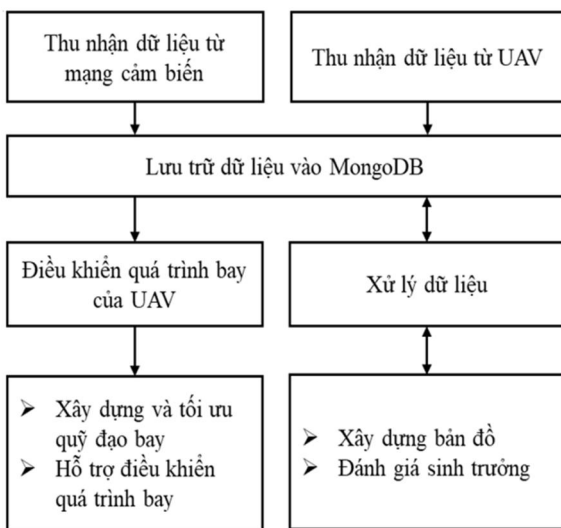 Thu nhận dữ liệu từ
mạng cảm biến
Thu nhận dữ liệu từ UAV
Lưu trữ dữ liệu vào MongoDB
Điều khiển quá trình bay
của UAV
Xử lý dữ liệu
➢ Xây dựng và tối ưu
quỹ đạo bay
➢ Hỗ trợ điều khiển
quá trình bay
➢ Xây dựng bản đồ
➢ Đánh giá sinh trưởng